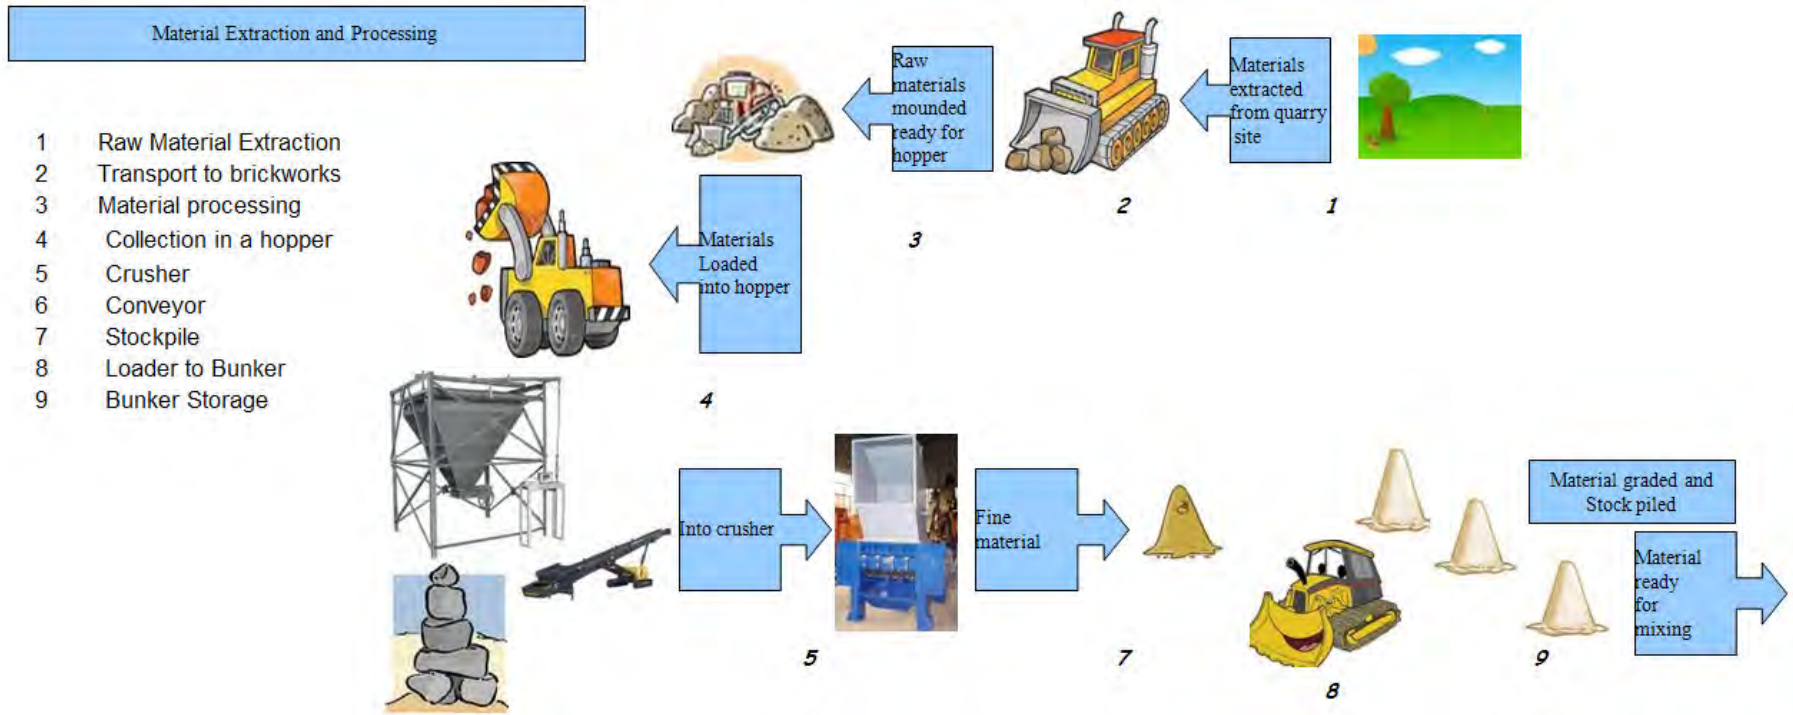 Material Extraction and Processing
1 Raw Material Extraction
2 Transport to brickworks
3 Material processing
4 Collection in a hopper
5 Crusher
6 Conveyor
7 Stockpile
8 Loader to Bunker
9 Bunker Storage
Materials
extracted
from quarry
site
1
2
Raw
materials
mounded
ready for
hopper
3
Materials
Loaded
into hopper
4
Into crusher
5
Fine
material
7
8
Material graded and
Stock piled
9
Material
ready
for
mixing